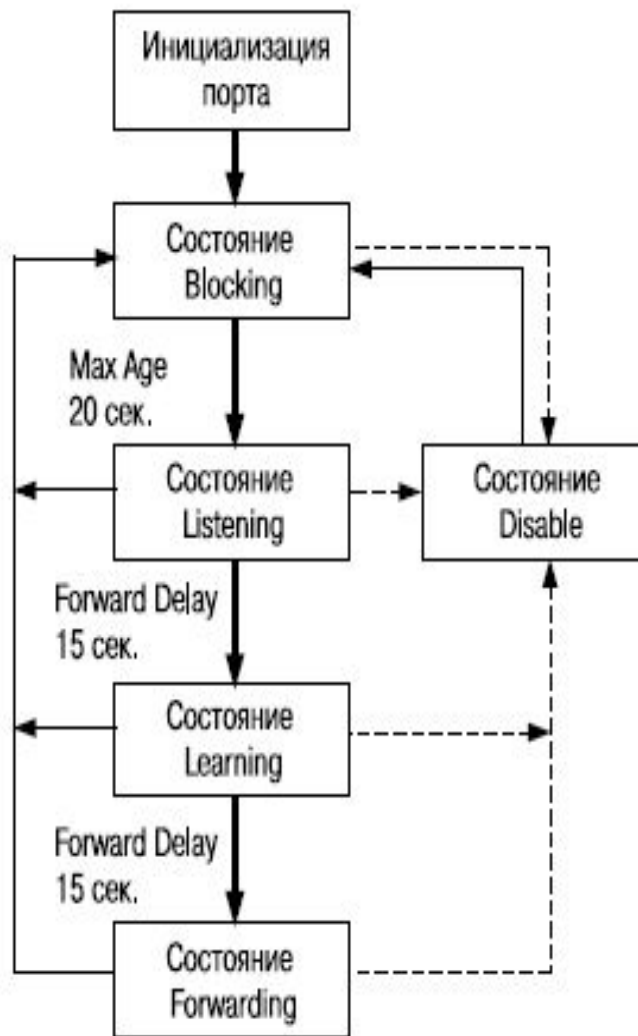 Инициализация
порта
Состояние
Blocking
Max Age
20 сек.
Состояние
Listening
Состояние
Disable
Forward Delay
15 сек.
Состояние
Learning
Forward Delay
15 сек.
Состояние
Forwarding